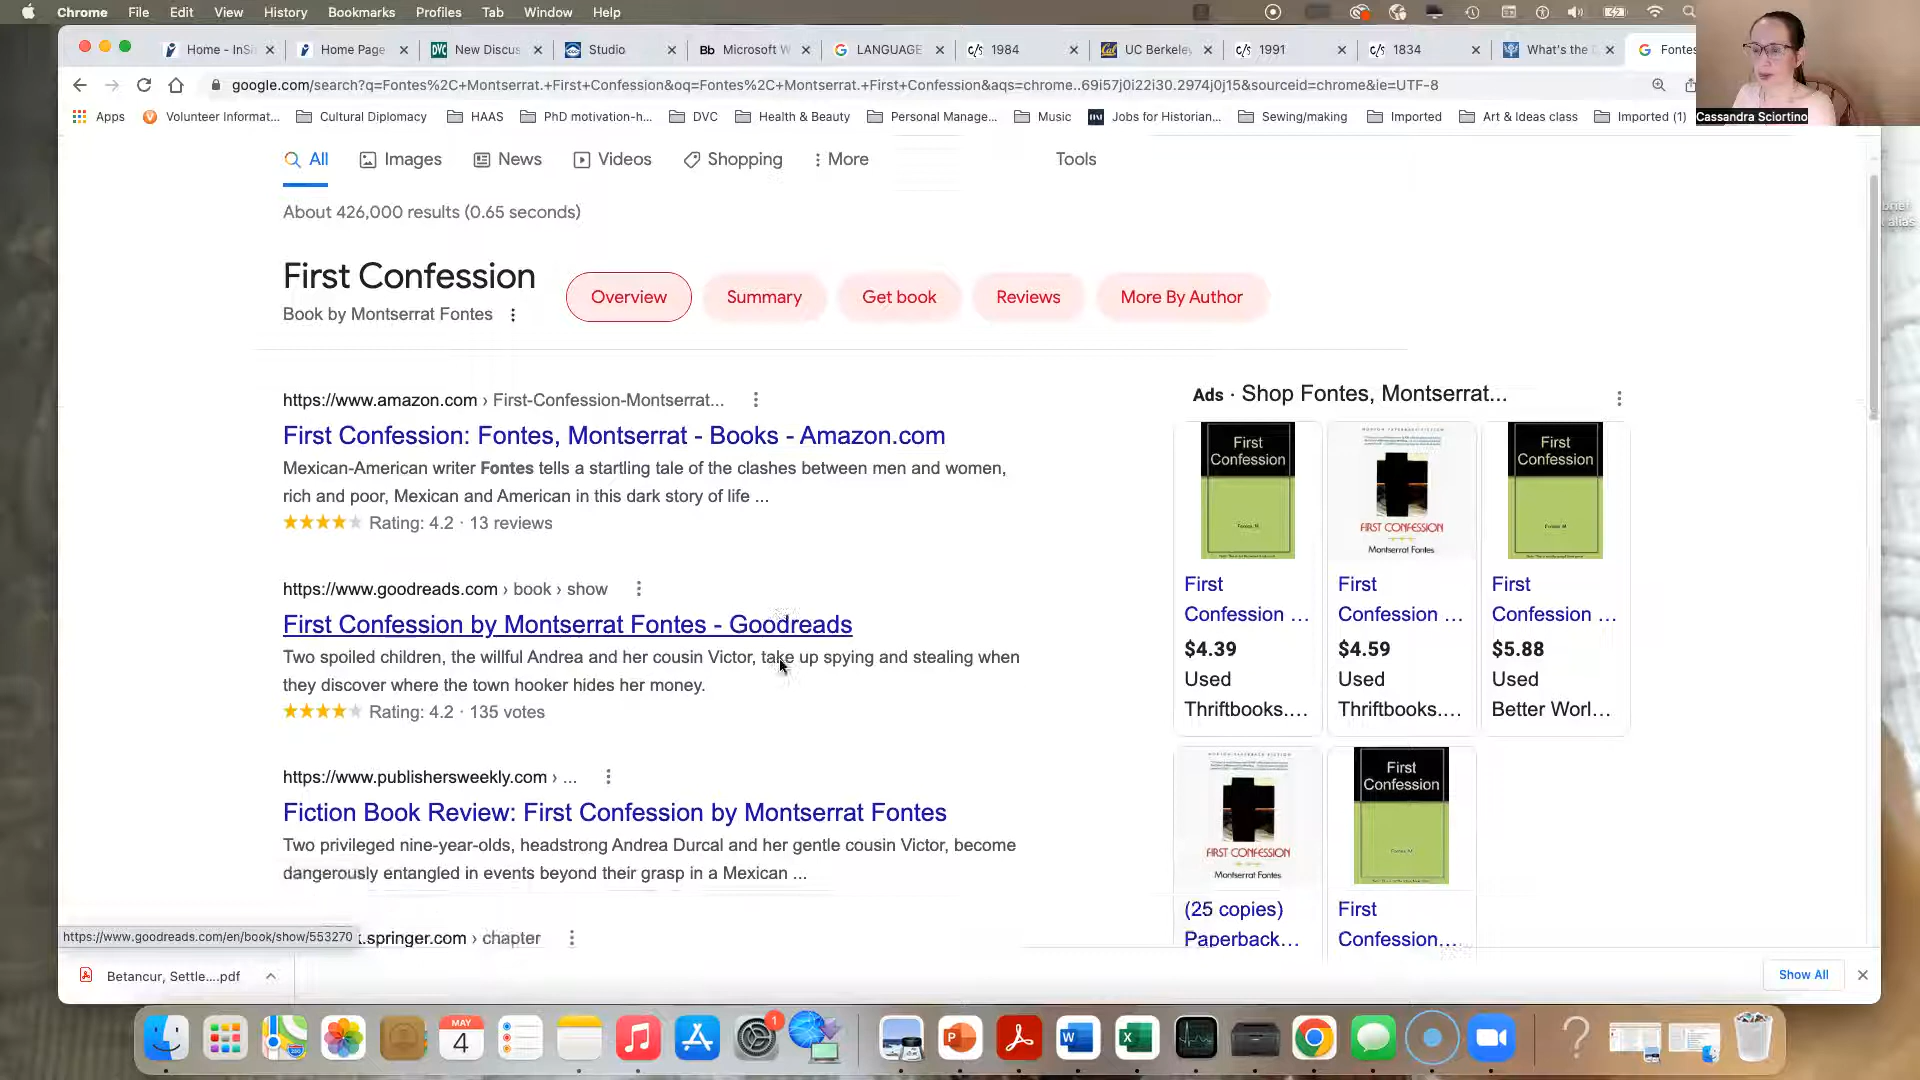 Chrome File Edit View History Bookmarks Profiles Tab Window Help
Home - InSi Home Page New Discus Studio Bb Microsoft W LANGUAGE C/S 1984 Cal UC Berkele C/S 1991 C/S 1834 What's the D Fontes
google.com/search?q=Fontes%2C+Montserrat.+First+Confession&oq=Fontes%2C+Montserrat.+First+Confession&aqs=chrome..69i57j0i22i30.2974j0j15&sourceid=chrome&ie=UTF-8
Apps Volunteer Informat... Cultural Diplomacy HAAS PhD motivation-h... DVC Health & Beauty Personal Manage... Music Jobs for Historian... Sewing/making Imported Art & Ideas class Imported (1)
Cassandra Sciortino
All Images News Videos Shopping More Tools
About 426,000 results (0.65 seconds)
First Confession
Book by Montserrat Fontes
Overview Summary Get book Reviews More By Author
https://www.amazon.com › First-Confession-Montserrat...
First Confession: Fontes, Montserrat - Books - Amazon.com
Mexican-American writer Fontes tells a startling tale of the clashes between men and women,
rich and poor, Mexican and American in this dark story of life ...
Rating: 4.2 · 13 reviews
https://www.goodreads.com › book › show
First Confession by Montserrat Fontes - Goodreads
Two spoiled children, the willful Andrea and her cousin Victor, take up spying and stealing when
they discover where the town hooker hides her money.
Rating: 4.2 · 135 votes
https://www.publishersweekly.com › ...
Fiction Book Review: First Confession by Montserrat Fontes
Two privileged nine-year-olds, headstrong Andrea Durcal and her gentle cousin Victor, become
dangerously entangled in events beyond their grasp in a Mexican ...
k.springer.com › chapter
Ads · Shop Fontes, Montserrat...
First Confession
FIRST CONFESSION
Montserrat Fontes
First Confession
First Confession ...
$4.39
Used
Thriftbooks....
First Confession ...
$4.59
Used
Thriftbooks....
First Confession ...
$5.88
Used
Better Worl...
FIRST CONFESSION
Montserrat Fontes
First Confession
(25 copies)
Paperback...
First
Confession...
https://www.goodreads.com/en/book/show/553270
Betancur, Settle....pdf
Show All
MAY
4
1